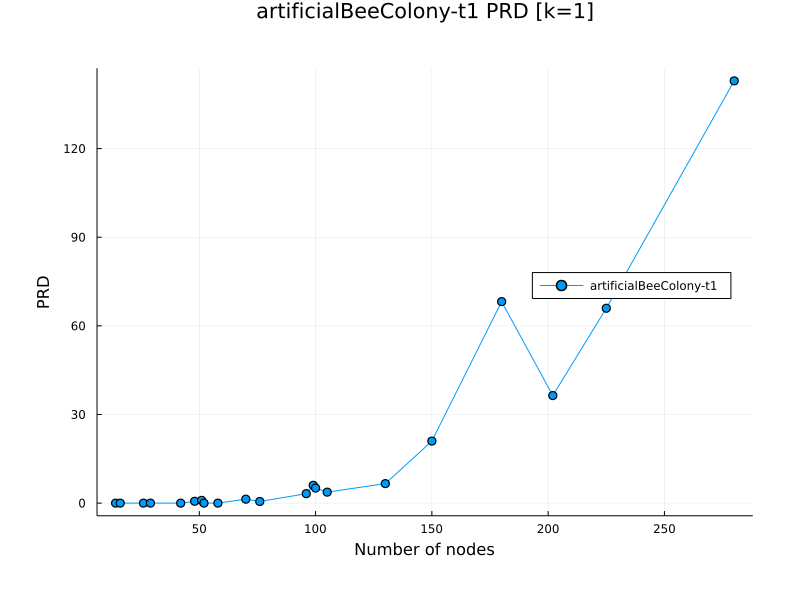 artificialBeeColony-t1 PRD [k=1]
120
90
60
30
0
PRD
artificialBeeColony-t1
50
100
150
200
250
Number of nodes